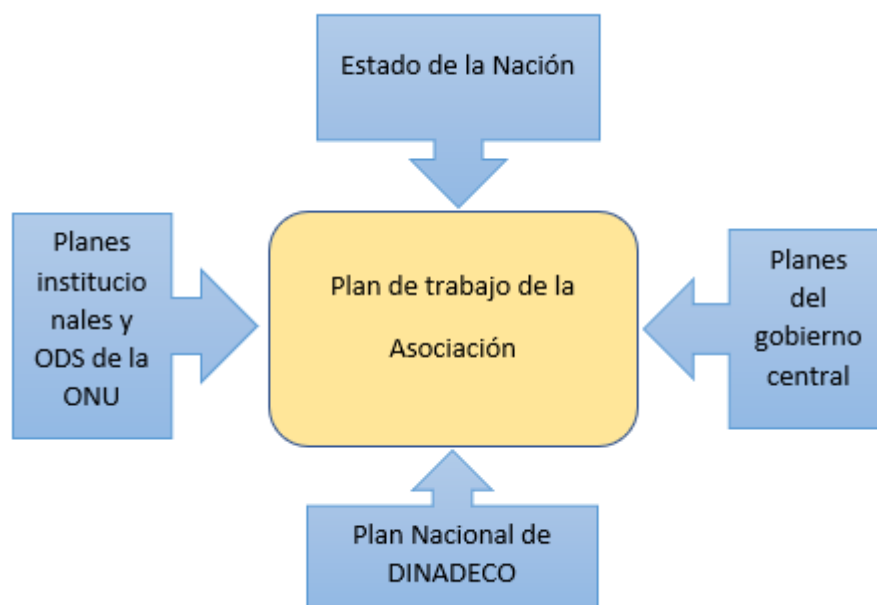 Estado de la Nación
Planes
institucio
nales y
ODS de la
ONU
Plan de trabajo de la
Asociación
Planes
del
gobierno
central
Plan Nacional de
DINADECO